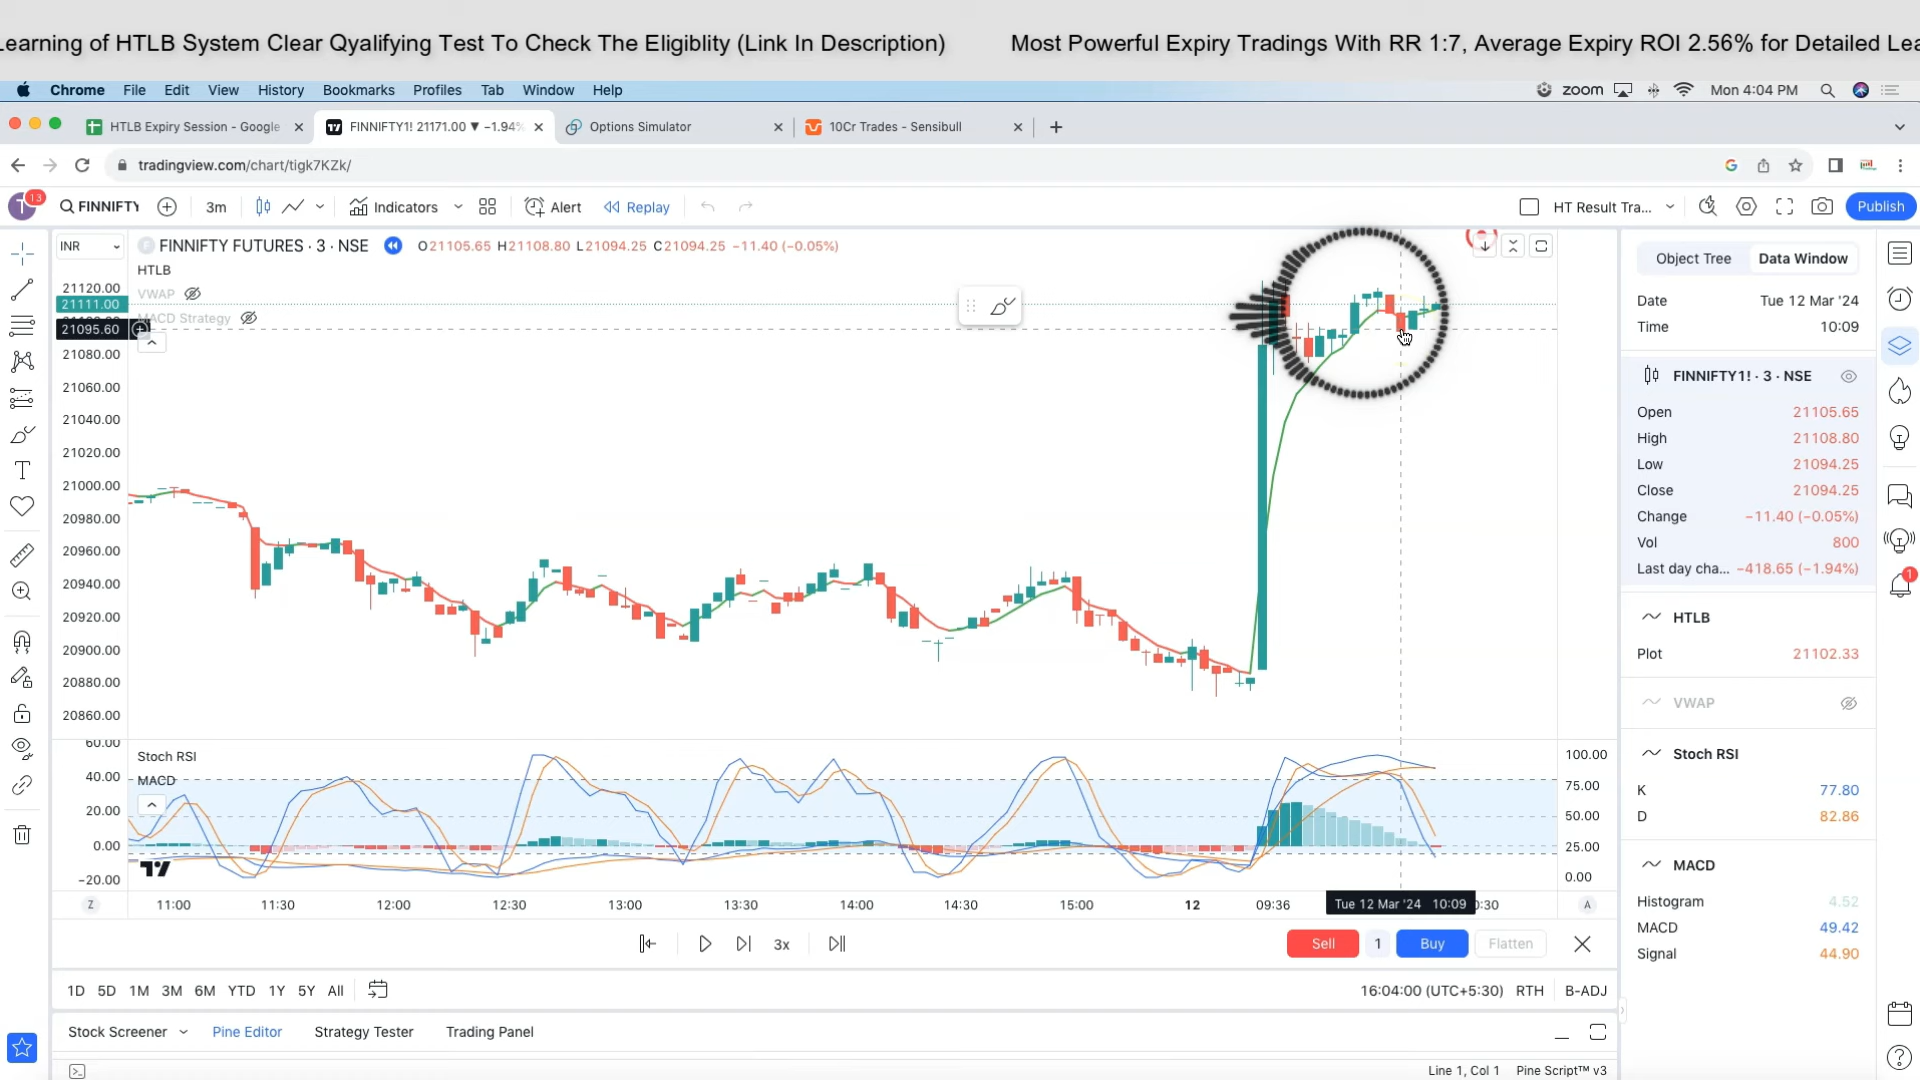 Learning of HTLB System Clear Qyalifying Test To Check The Eligiblity (Link In Description) Most Powerful Expiry Tradings With RR 1:7, Average Expiry ROI 2.56% for Detailed Lea
Chrome File Edit View History Bookmarks Profiles Tab Window Help zoom Mon 4:04 PM
HTLB Expiry Session - Google FINNIFTY1! 21171.00 ▼ −1.94% Options Simulator 10Cr Trades - Sensibull
tradingview.com/chart/tigk7KZk/
T 13 FINNIFTY 3m Indicators Alert Replay HT Result Tra... Publish
INR FINNIFTY FUTURES · 3 · NSE O21105.65 H21108.80 L21094.25 C21094.25 −11.40 (−0.05%)
HTLB
VWAP
MACD Strategy
21120.00
21111.00
21095.60
21080.00
21060.00
21040.00
21020.00
21000.00
20980.00
20960.00
20940.00
20920.00
20900.00
20880.00
20860.00
Stoch RSI
MACD
60.00
40.00
20.00
0.00
−20.00
100.00
75.00
50.00
25.00
0.00
Z 11:00 11:30 12:00 12:30 13:00 13:30 14:00 14:30 15:00 12 09:36 Tue 12 Mar '24 10:09 0:30 A
3x Sell 1 Buy Flatten
1D 5D 1M 3M 6M YTD 1Y 5Y All 16:04:00 (UTC+5:30) RTH B-ADJ
Stock Screener Pine Editor Strategy Tester Trading Panel
Line 1, Col 1 Pine Script™ v3
Object Tree Data Window
Date Tue 12 Mar '24
Time 10:09
FINNIFTY1! · 3 · NSE
Open 21105.65
High 21108.80
Low 21094.25
Close 21094.25
Change −11.40 (−0.05%)
Vol 800
Last day cha... −418.65 (−1.94%)
HTLB
Plot 21102.33
VWAP
Stoch RSI
K 77.80
D 82.86
MACD
Histogram 4.52
MACD 49.42
Signal 44.90
1